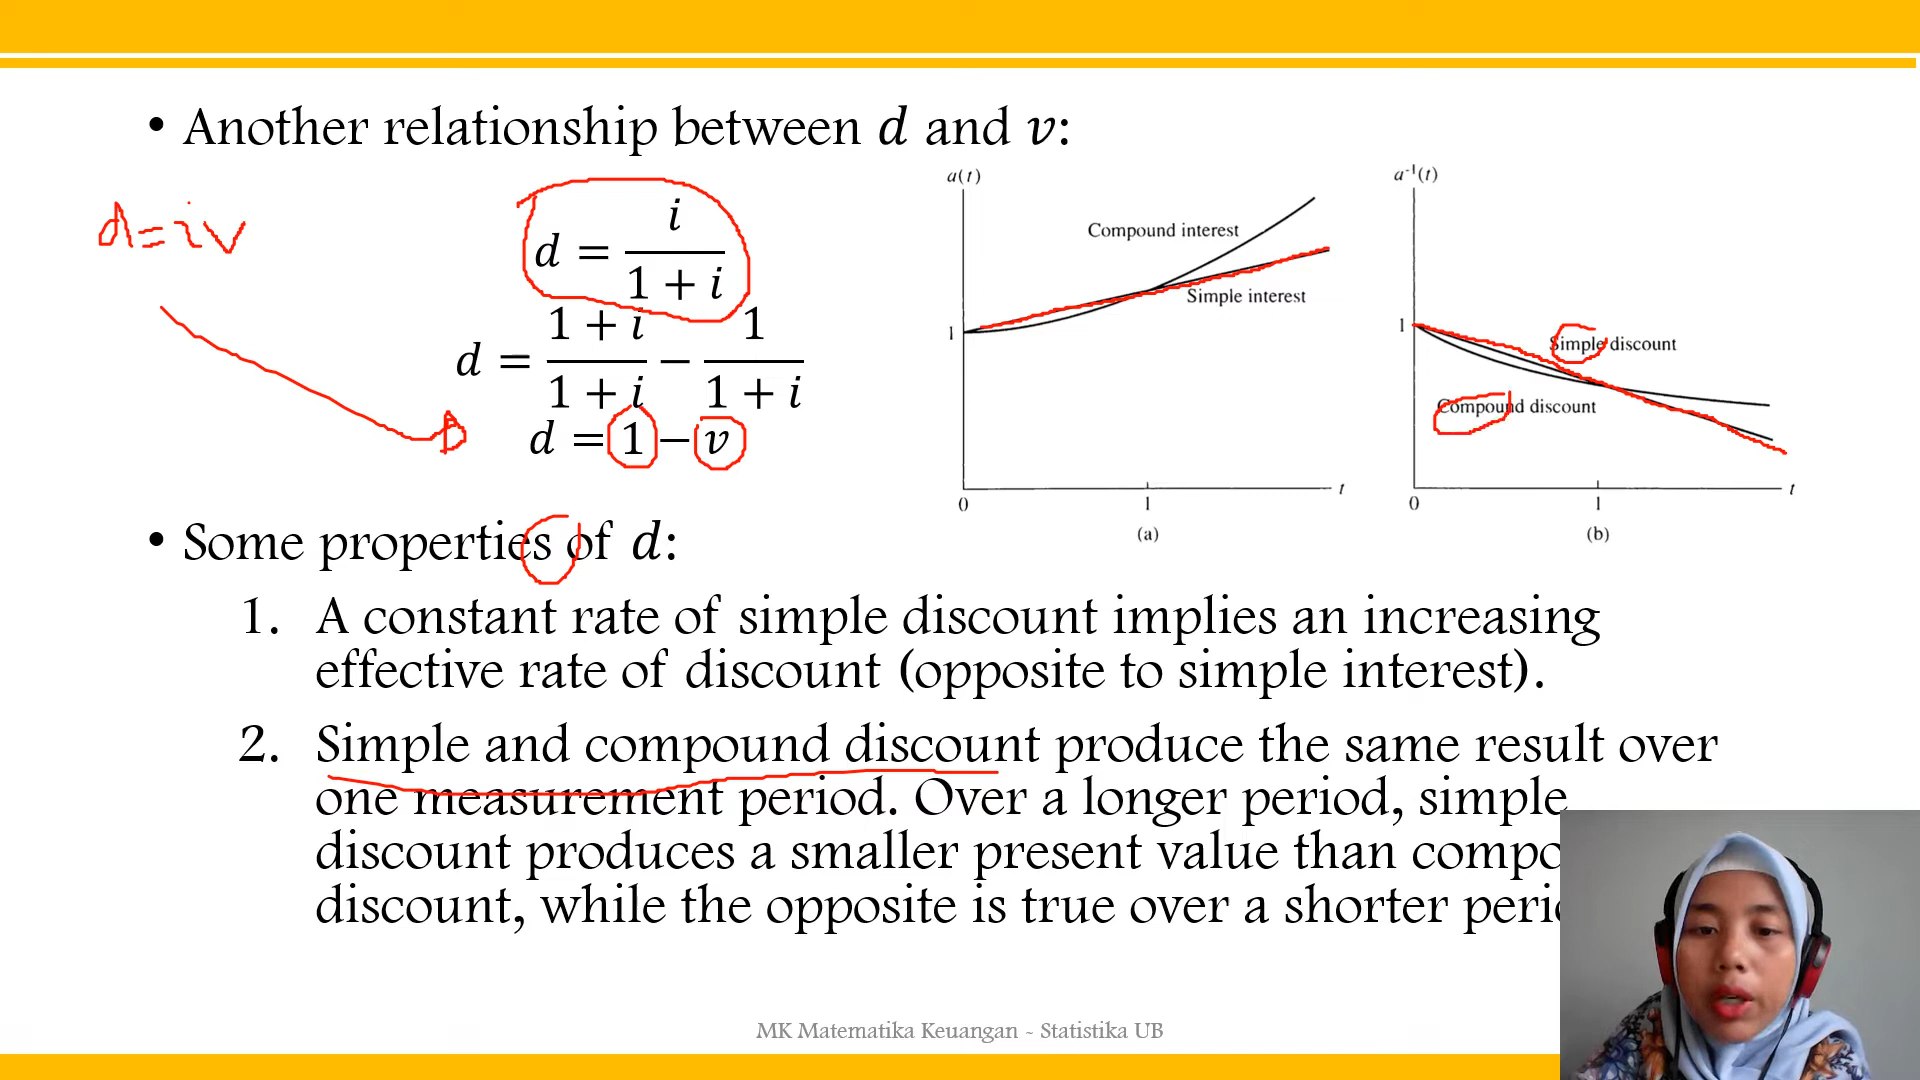 • Another relationship between d and v:
d = iv
d = i / (1 + i)
d = (1 + i) / (1 + i) − 1 / (1 + i)
d = 1 − v
a(t)
Compound interest
Simple interest
1
0
1
t
(a)
a⁻¹(t)
1
Simple discount
Compound discount
0
1
t
(b)
• Some properties of d:
1. A constant rate of simple discount implies an increasing
effective rate of discount (opposite to simple interest).
2. Simple and compound discount produce the same result over
one measurement period. Over a longer period, simple
discount produces a smaller present value than compo
discount, while the opposite is true over a shorter peri
MK Matematika Keuangan ~ Statistika UB